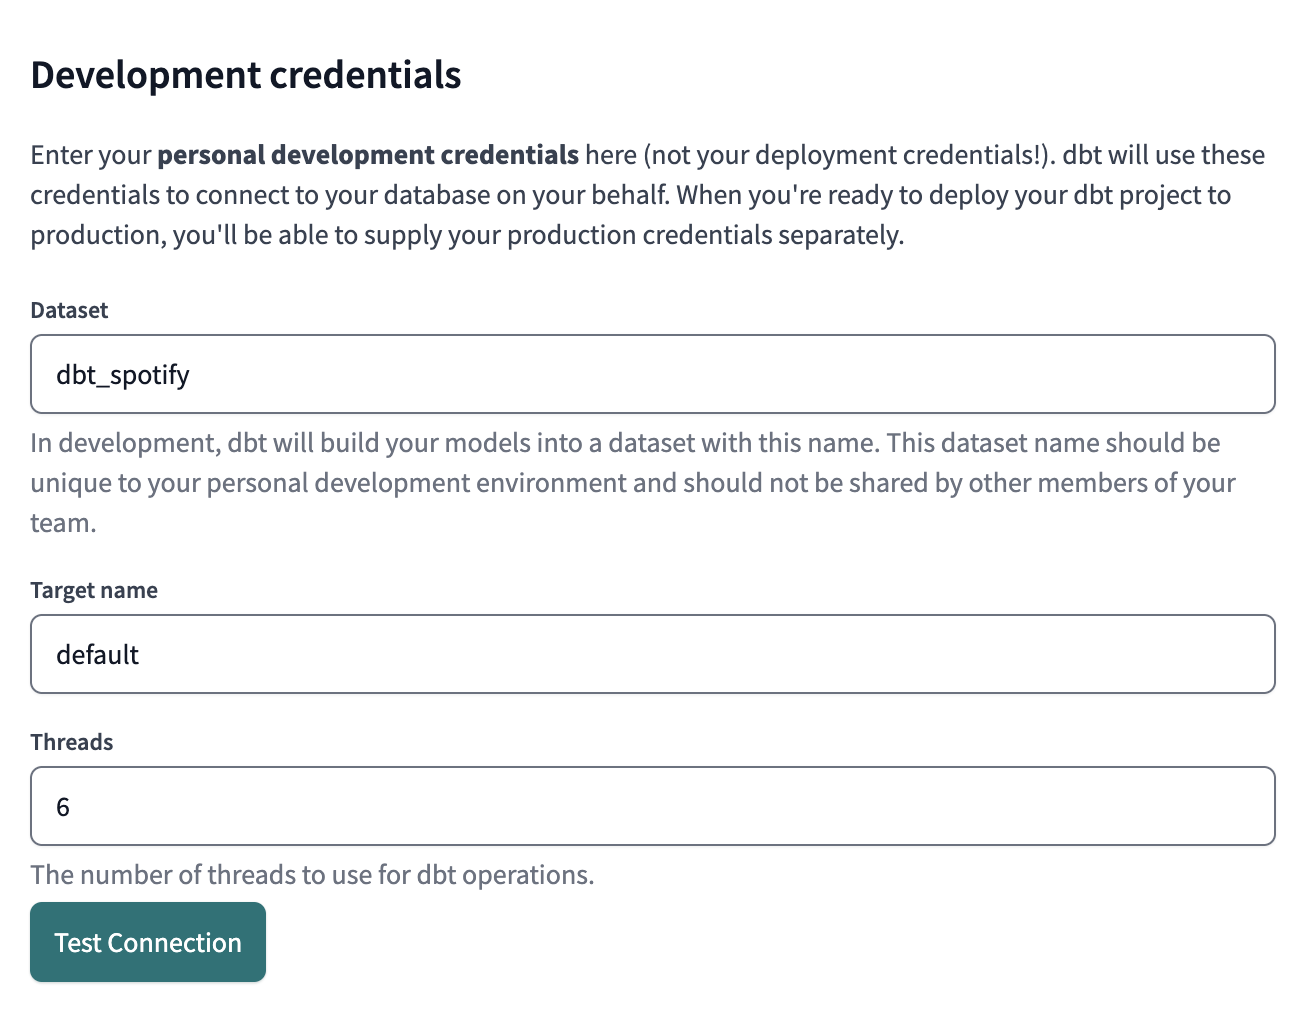 Development credentials
Enter your personal development credentials here (not your deployment credentials!). dbt will use these
credentials to connect to your database on your behalf. When you're ready to deploy your dbt project to
production, you'll be able to supply your production credentials separately.
Dataset
dbt_spotify
In development, dbt will build your models into a dataset with this name. This dataset name should be
unique to your personal development environment and should not be shared by other members of your
team.
Target name
default
Threads
6
The number of threads to use for dbt operations.
Test Connection